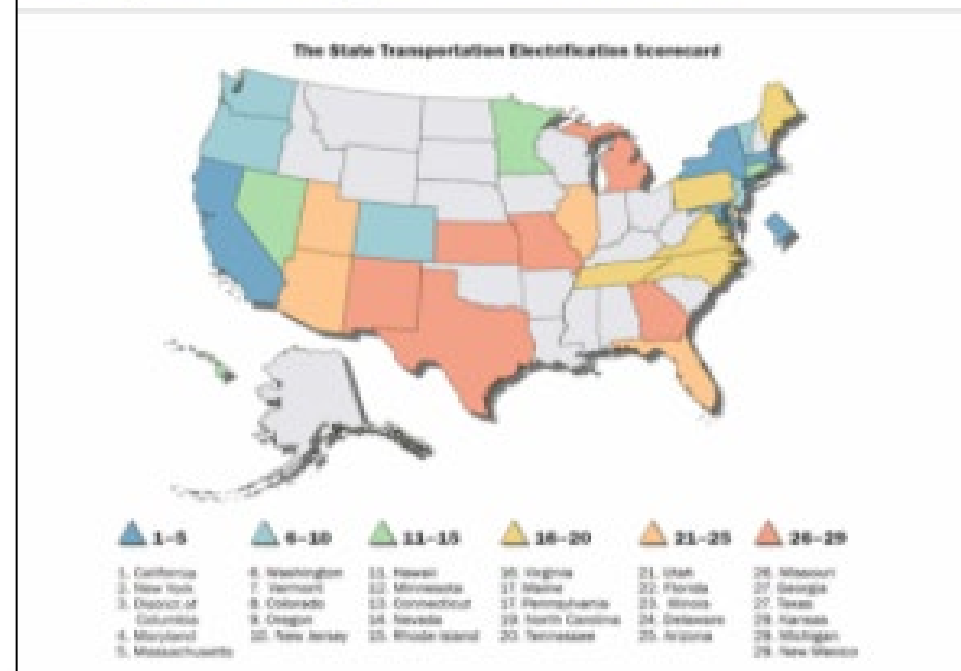 The State Transportation Electrification Scorecard
1–5
1. California
2. New York
3. District of
Columbia
4. Maryland
5. Massachusetts
6–10
6. Washington
7. Vermont
8. Colorado
9. Oregon
10. New Jersey
11–15
11. Hawaii
12. Minnesota
13. Connecticut
14. Nevada
15. Rhode Island
16–20
16. Virginia
17. Maine
17. Pennsylvania
19. North Carolina
20. Tennessee
21–25
21. Utah
22. Florida
23. Illinois
24. Delaware
25. Arizona
26–29
26. Missouri
27. Georgia
27. Texas
29. Kansas
29. Michigan
29. New Mexico